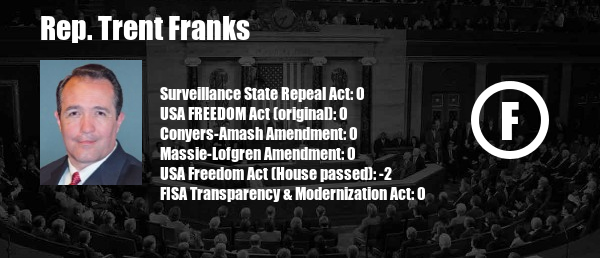 Rep. Trent Franks
Surveillance State Repeal Act: 0
USA FREEDOM Act (original): 0
Conyers-Amash Amendment: 0
Massie-Lofgren Amendment: 0
USA Freedom Act (House passed): -2
FISA Transparency & Modernization Act: 0
F